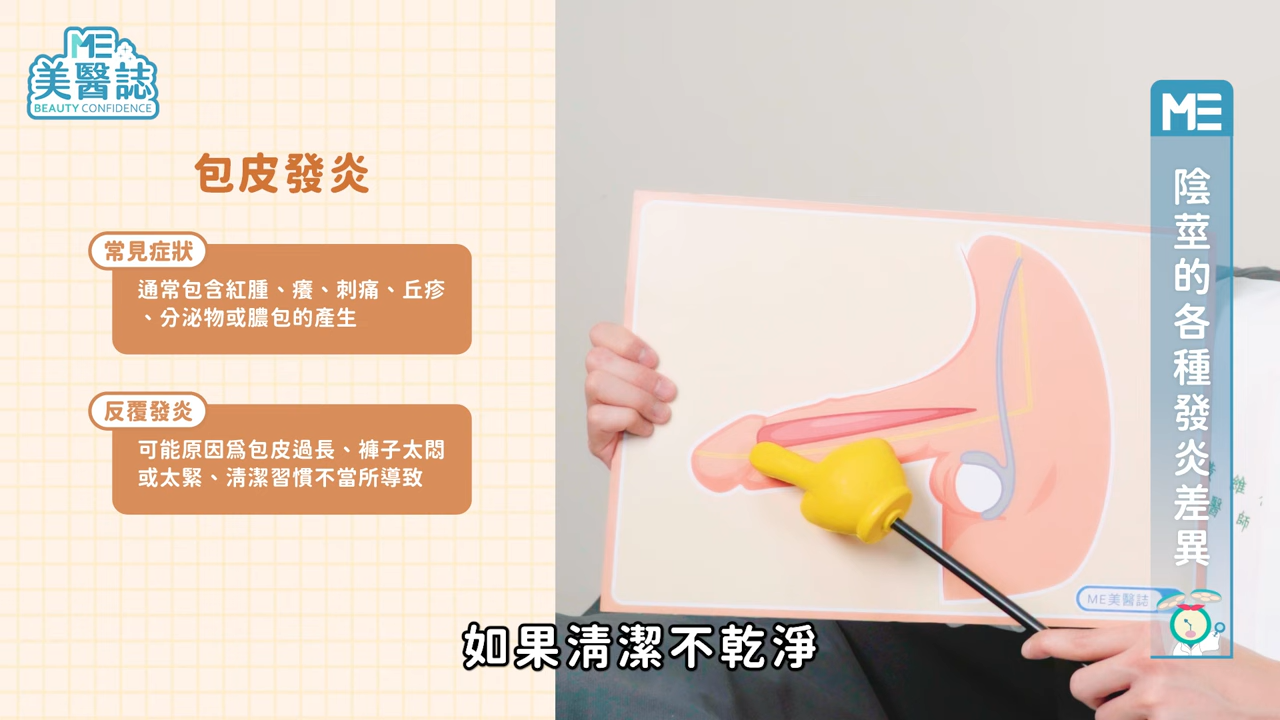 ME
美醫誌
BEAUTY CONFIDENCE
包皮發炎
常見症狀
通常包含紅腫、癢、刺痛、丘疹
、分泌物或膿包的產生
反覆發炎
可能原因為包皮過長、褲子太悶
或太緊、清潔習慣不當所導致
ME
陰莖的各種發炎差異
維
醫師
ME美醫誌
如果清潔不乾淨